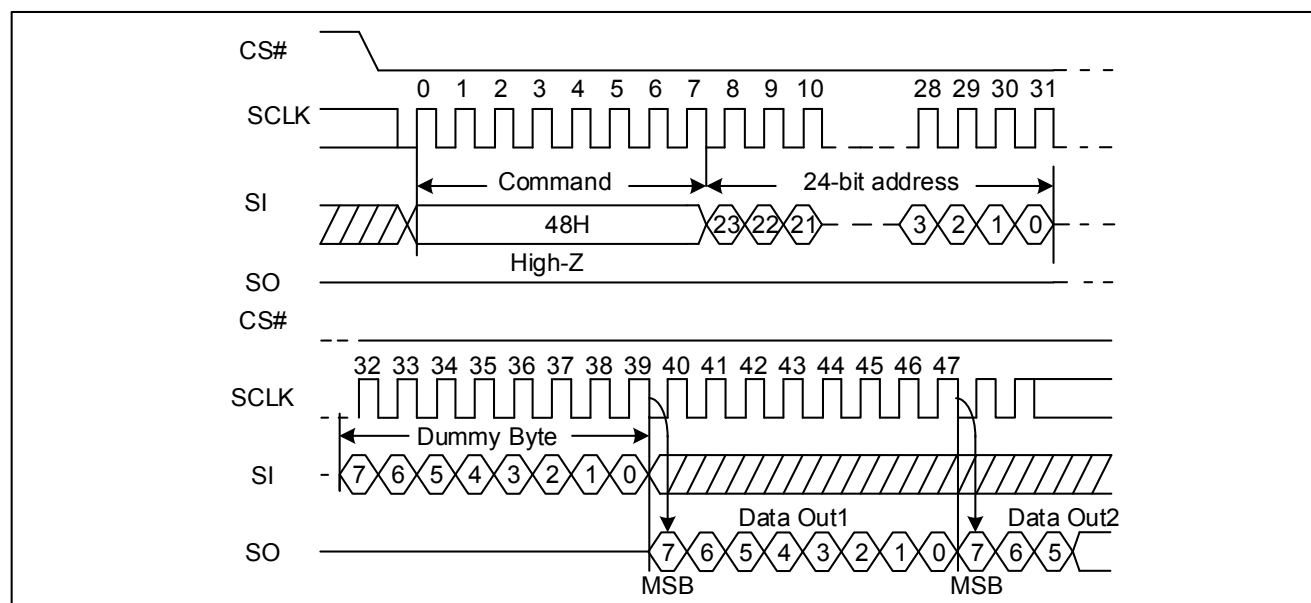 CS#
0 1 2 3 4 5 6 7 8 9 10 28 29 30 31
SCLK
Command 24-bit address
SI
48H 23 22 21 3 2 1 0
High-Z
SO
CS#
32 33 34 35 36 37 38 39 40 41 42 43 44 45 46 47
SCLK
Dummy Byte
SI 7 6 5 4 3 2 1 0
Data Out1 Data Out2
SO 7 6 5 4 3 2 1 0 7 6 5
MSB MSB